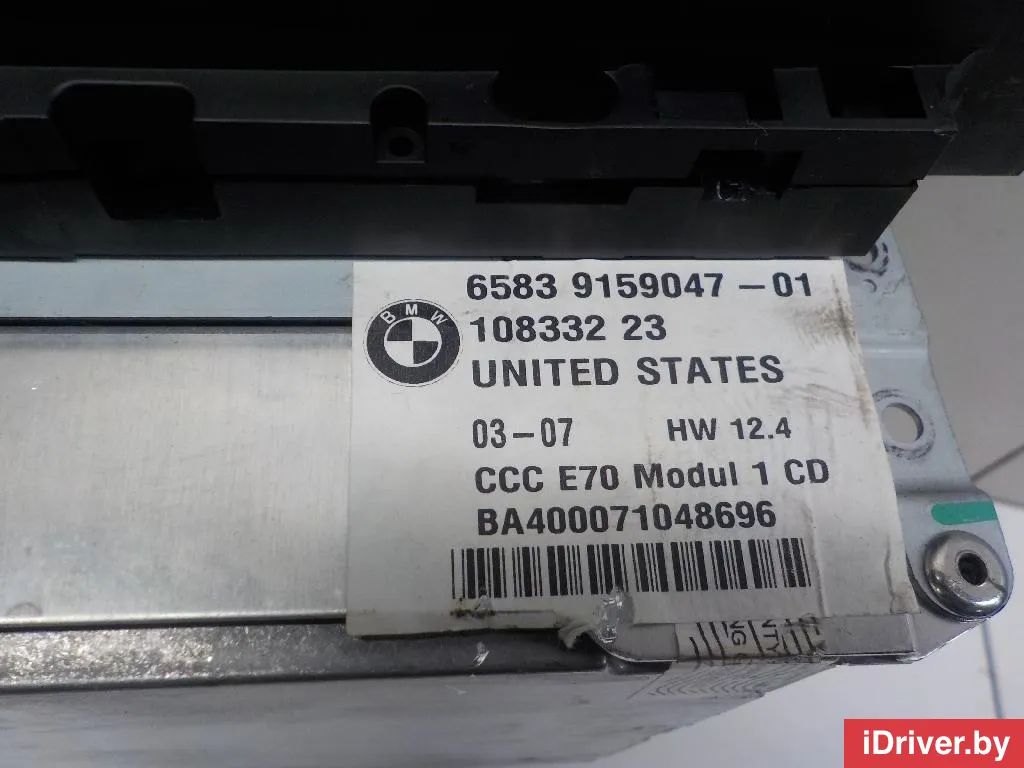 6583 9159047-01
BMW
108332 23
UNITED STATES
03-07 HW 12.4
CCC E70 Modul 1 CD
BA400071048696
iDriver.by